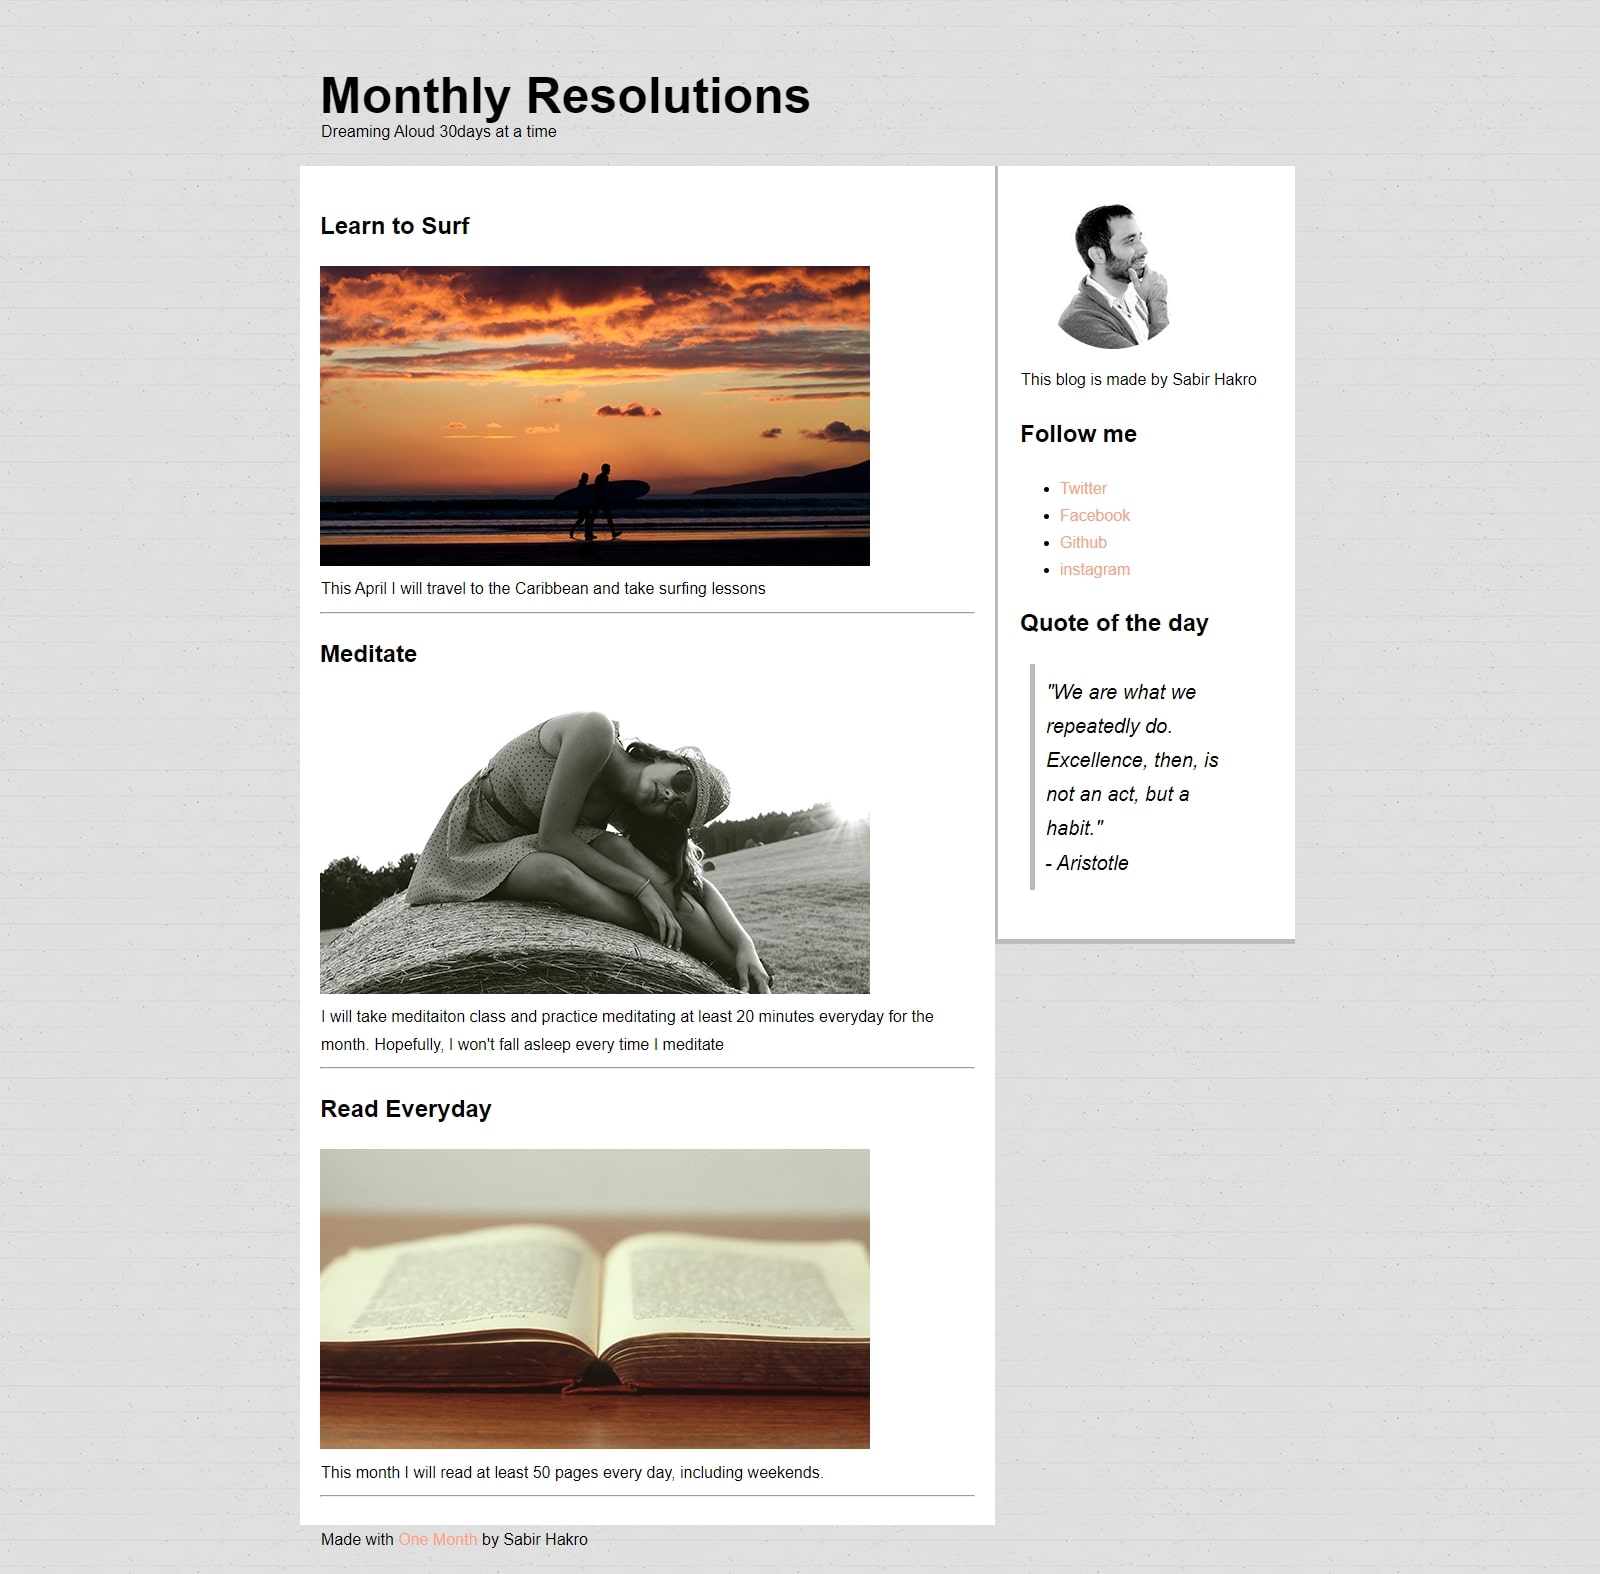 Monthly Resolutions
Dreaming Aloud 30days at a time
Learn to Surf
This April I will travel to the Caribbean and take surfing lessons
Meditate
I will take meditaiton class and practice meditating at least 20 minutes everyday for the
month. Hopefully, I won't fall asleep every time I meditate
Read Everyday
This month I will read at least 50 pages every day, including weekends.
Made with One Month by Sabir Hakro
This blog is made by Sabir Hakro
Follow me
Twitter
Facebook
Github
instagram
Quote of the day
"We are what we
repeatedly do.
Excellence, then, is
not an act, but a
habit."
- Aristotle